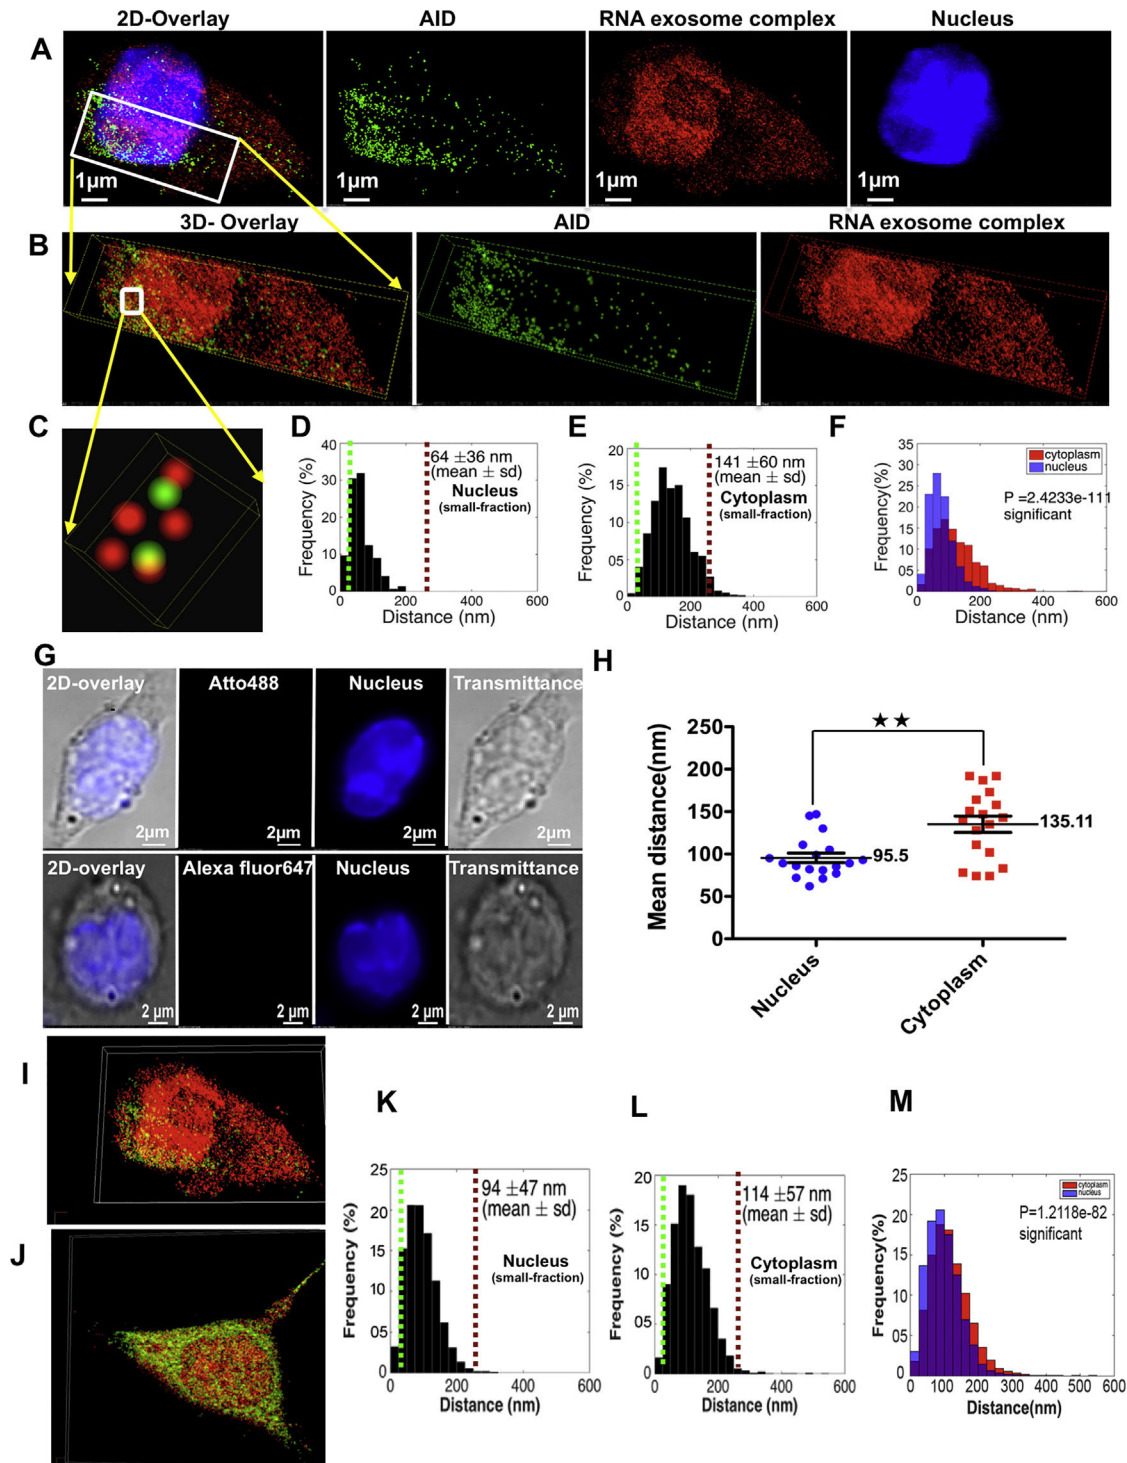 2D-Overlay AID RNA exosome complex Nucleus
A
1μm 1μm 1μm 1μm
3D- Overlay AID RNA exosome complex
B
C
D
40
30
20
10
0
0 200 400 600
Frequency (%)
Distance (nm)
64 ±36 nm
(mean ± sd)
Nucleus
(small-fraction)
E
20
15
10
05
0
0 200 400 600
Frequency (%)
Distance (nm)
141 ±60 nm
(mean ± sd)
Cytoplasm
(small-fraction)
F
35
30
25
20
15
10
05
0
0 200 400 600
Frequency (%)
Distance (nm)
cytoplasm
nucleus
P =2.4233e-111
significant
G
2D-overlay Atto488 Nucleus Transmittance
2μm 2μm 2μm 2μm
2D-overlay Alexa fluor647 Nucleus Transmittance
2 μm 2 μm 2 μm 2 μm
H
250
200
150
100
50
0
Mean distance(nm)
★★
95.5
135.11
Nucleus
Cytoplasm
I
J
K
25
20
15
10
05
0
0 200 400 600
Frequency (%)
Distance (nm)
94 ±47 nm
(mean ± sd)
Nucleus
(small-fraction)
L
20
15
10
05
0
0 200 400 600
Frequency (%)
Distance (nm)
114 ±57 nm
(mean ± sd)
Cytoplasm
(small-fraction)
M
25
20
15
10
05
0
0 100 200 300 400 500 600
Frequency(%)
Distance(nm)
cytoplasm
nucleus
P=1.2118e-82
significant